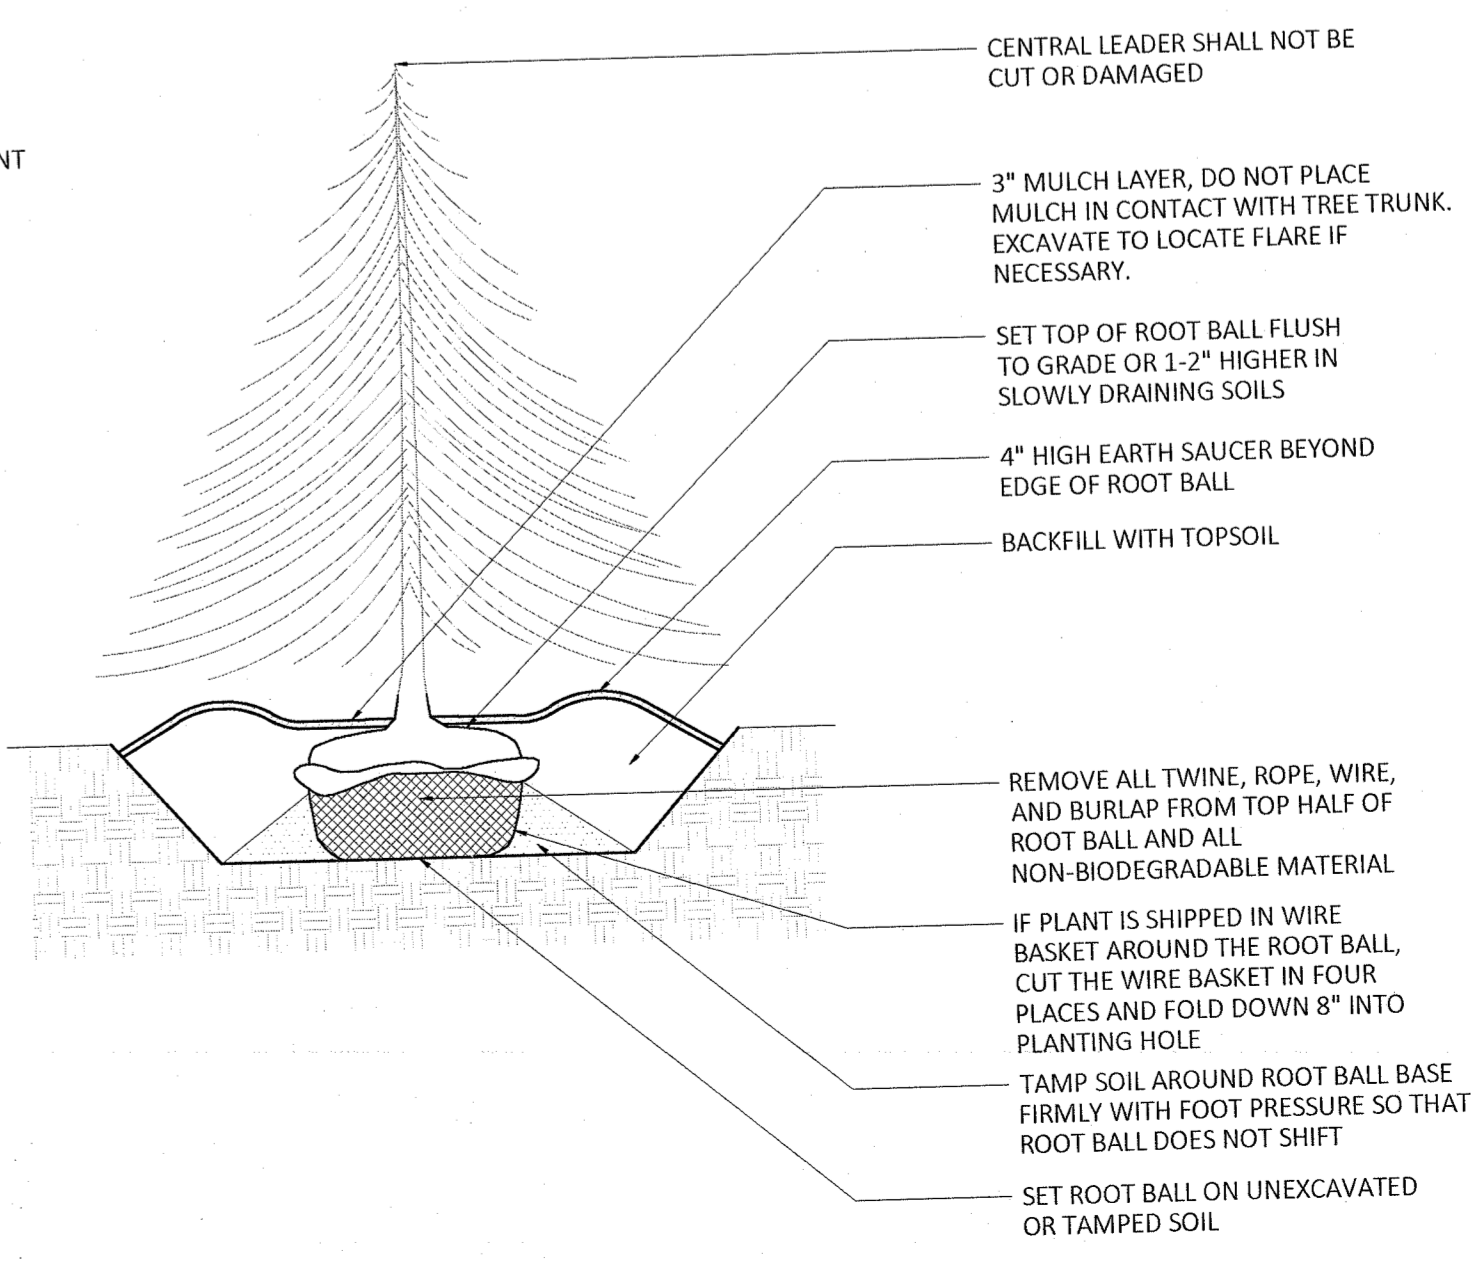 CENTRAL LEADER SHALL NOT BE
CUT OR DAMAGED
NT
3" MULCH LAYER, DO NOT PLACE
MULCH IN CONTACT WITH TREE TRUNK.
EXCAVATE TO LOCATE FLARE IF
NECESSARY.
SET TOP OF ROOT BALL FLUSH
TO GRADE OR 1-2" HIGHER IN
SLOWLY DRAINING SOILS
4" HIGH EARTH SAUCER BEYOND
EDGE OF ROOT BALL
BACKFILL WITH TOPSOIL
REMOVE ALL TWINE, ROPE, WIRE,
AND BURLAP FROM TOP HALF OF
ROOT BALL AND ALL
NON-BIODEGRADABLE MATERIAL
IF PLANT IS SHIPPED IN WIRE
BASKET AROUND THE ROOT BALL,
CUT THE WIRE BASKET IN FOUR
PLACES AND FOLD DOWN 8" INTO
PLANTING HOLE
TAMP SOIL AROUND ROOT BALL BASE
FIRMLY WITH FOOT PRESSURE SO THAT
ROOT BALL DOES NOT SHIFT
SET ROOT BALL ON UNEXCAVATED
OR TAMPED SOIL